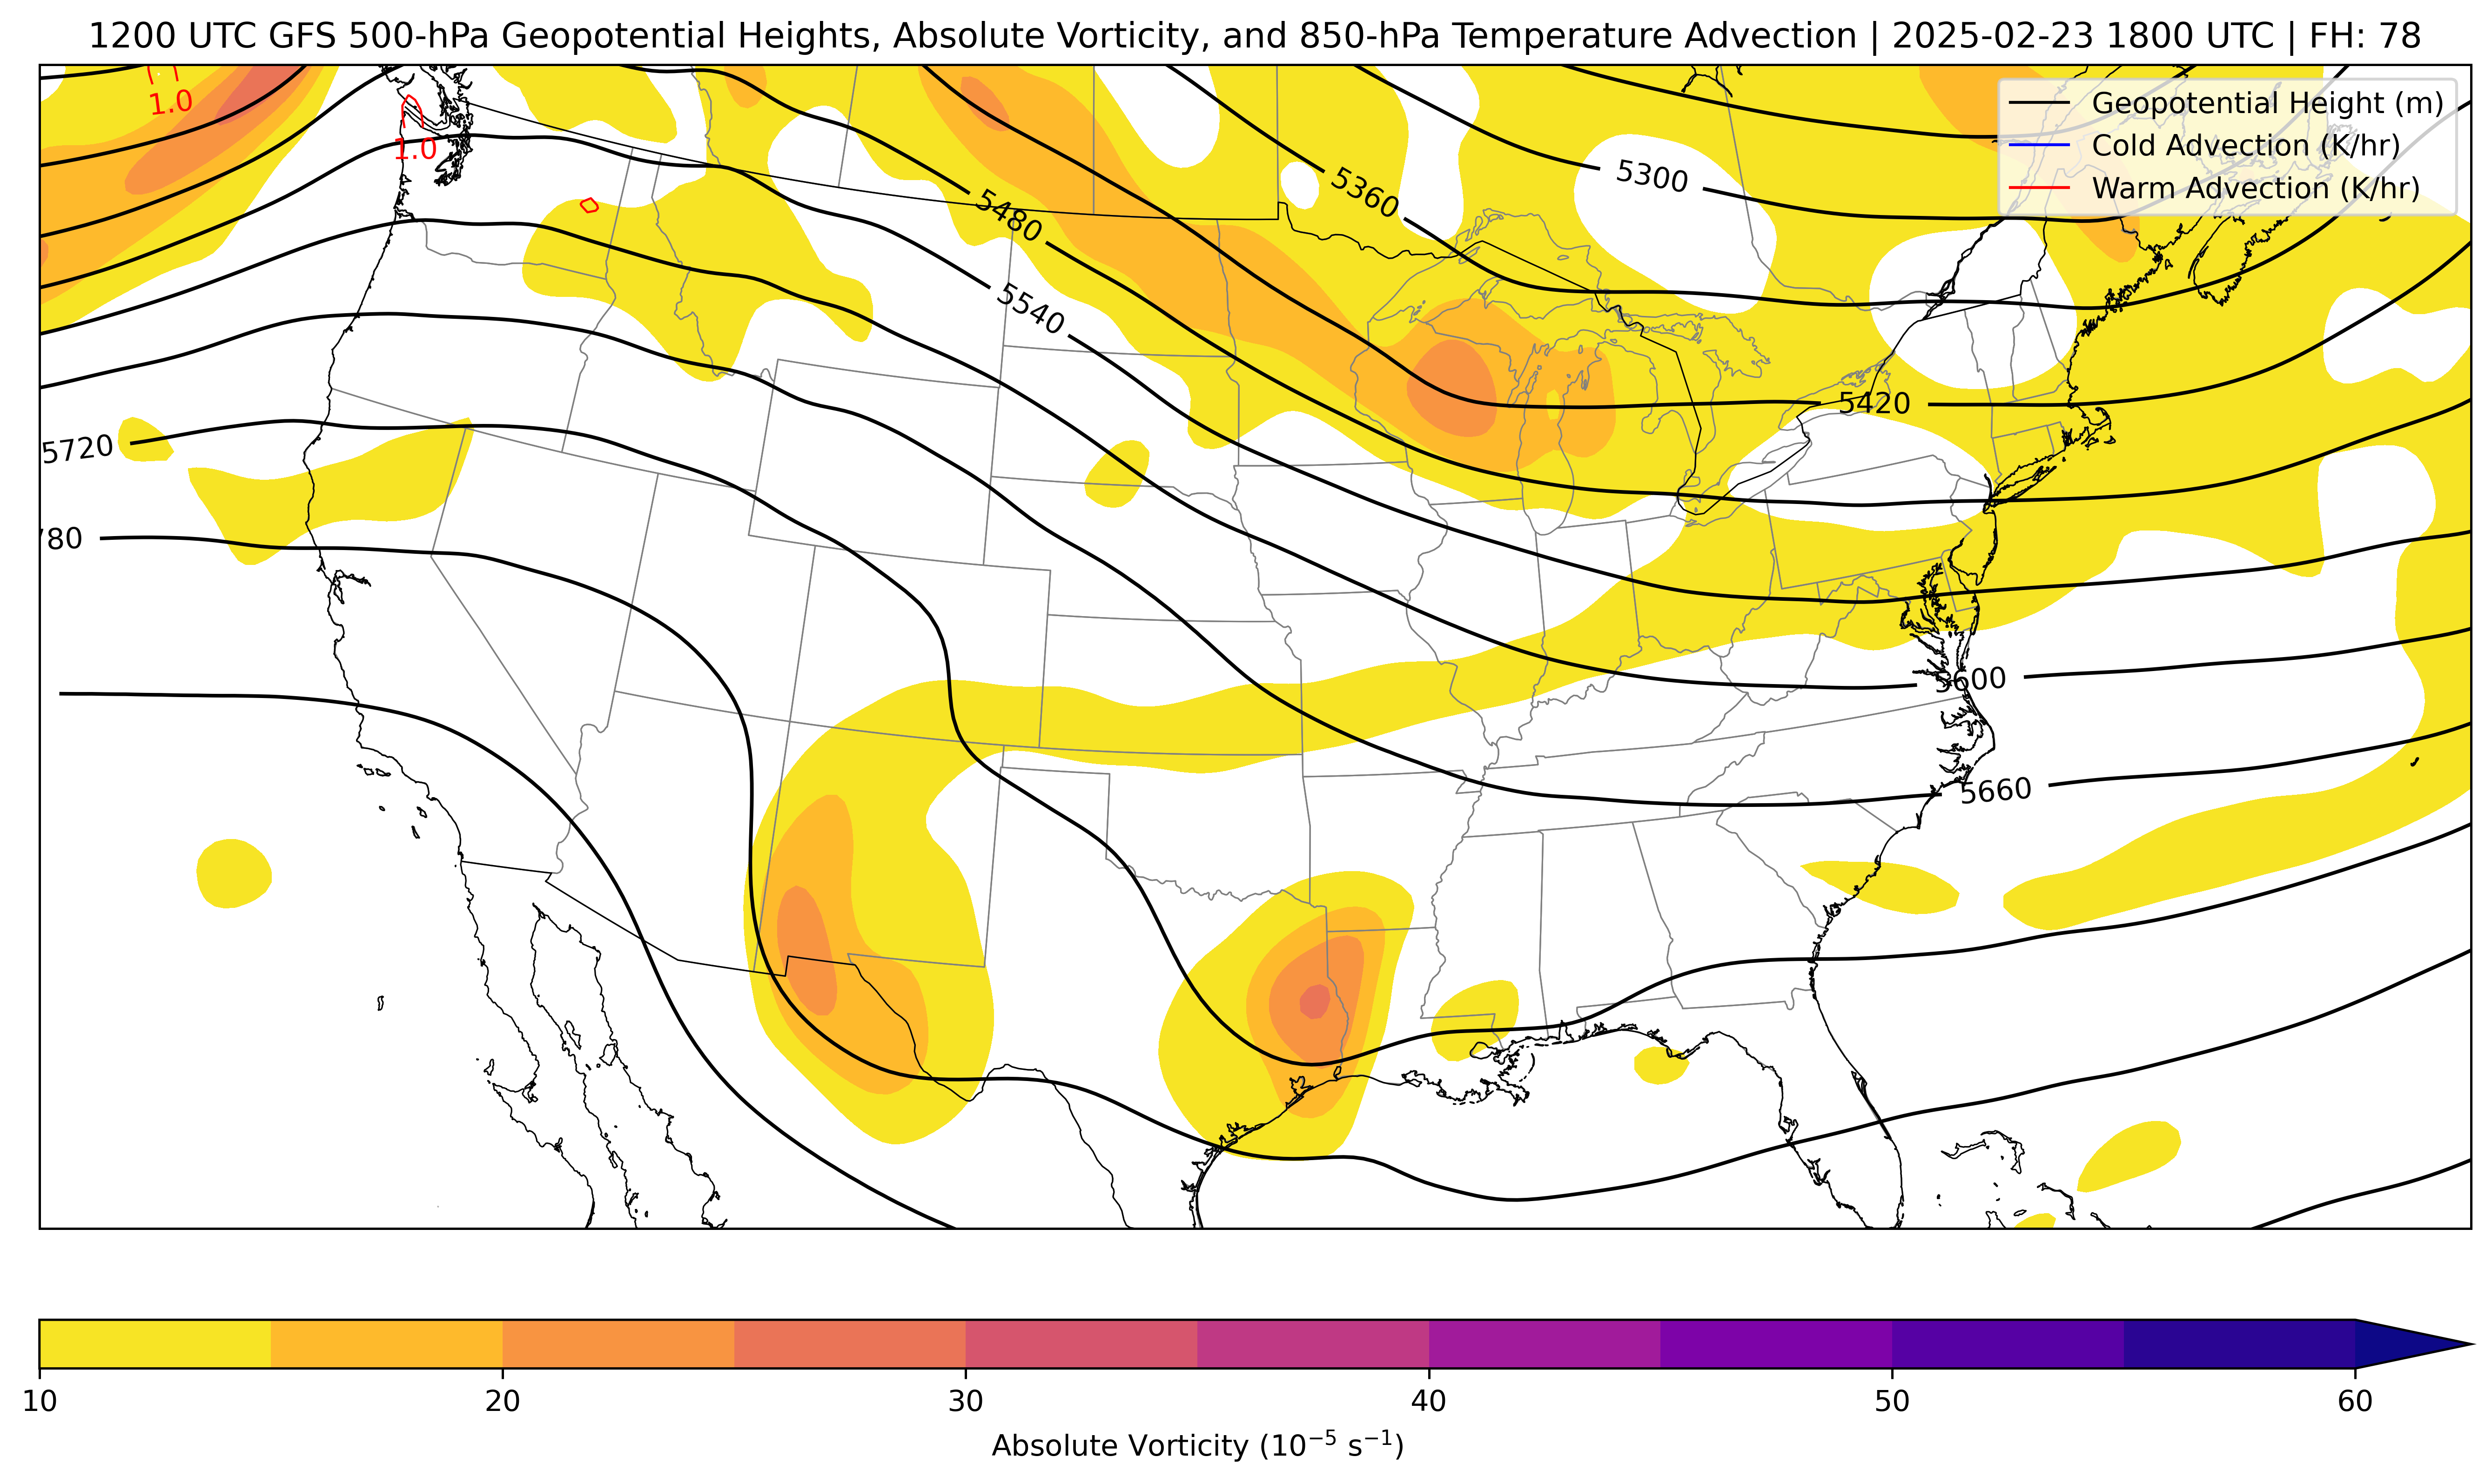 1200 UTC GFS 500-hPa Geopotential Heights, Absolute Vorticity, and 850-hPa Temperature Advection | 2025-02-23 1800 UTC | FH: 78
Geopotential Height (m)
Cold Advection (K/hr)
Warm Advection (K/hr)
1.0
1.0
5300
5360
5480
5540
5420
5720
780
5600
5660
10 20 30 40 50 60
Absolute Vorticity (10⁻⁵ s⁻¹)